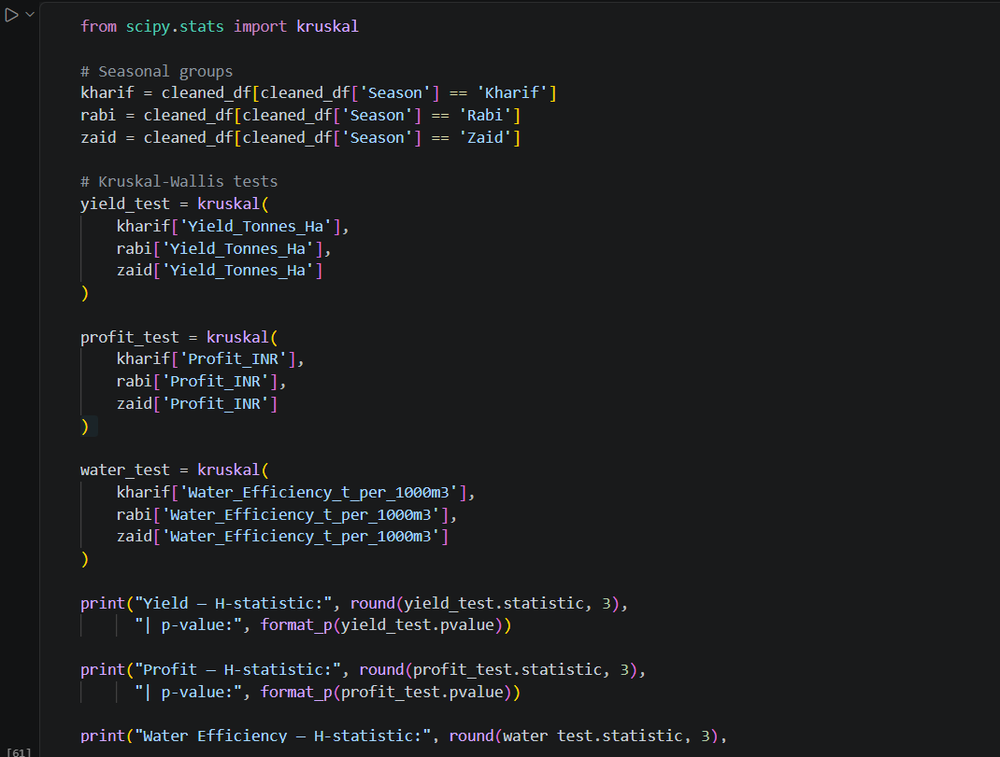 from scipy.stats import kruskal
# Seasonal groups
kharif = cleaned_df[cleaned_df['Season'] == 'Kharif']
rabi = cleaned_df[cleaned_df['Season'] == 'Rabi']
zaid = cleaned_df[cleaned_df['Season'] == 'Zaid']
# Kruskal-Wallis tests
yield_test = kruskal(
    kharif['Yield_Tonnes_Ha'],
    rabi['Yield_Tonnes_Ha'],
    zaid['Yield_Tonnes_Ha']
)
profit_test = kruskal(
    kharif['Profit_INR'],
    rabi['Profit_INR'],
    zaid['Profit_INR']
)
water_test = kruskal(
    kharif['Water_Efficiency_t_per_1000m3'],
    rabi['Water_Efficiency_t_per_1000m3'],
    zaid['Water_Efficiency_t_per_1000m3']
)
print("Yield — H-statistic:", round(yield_test.statistic, 3),
      "| p-value:", format_p(yield_test.pvalue))
print("Profit — H-statistic:", round(profit_test.statistic, 3),
      "| p-value:", format_p(profit_test.pvalue))
print("Water Efficiency — H-statistic:", round(water_test.statistic, 3),
[61]